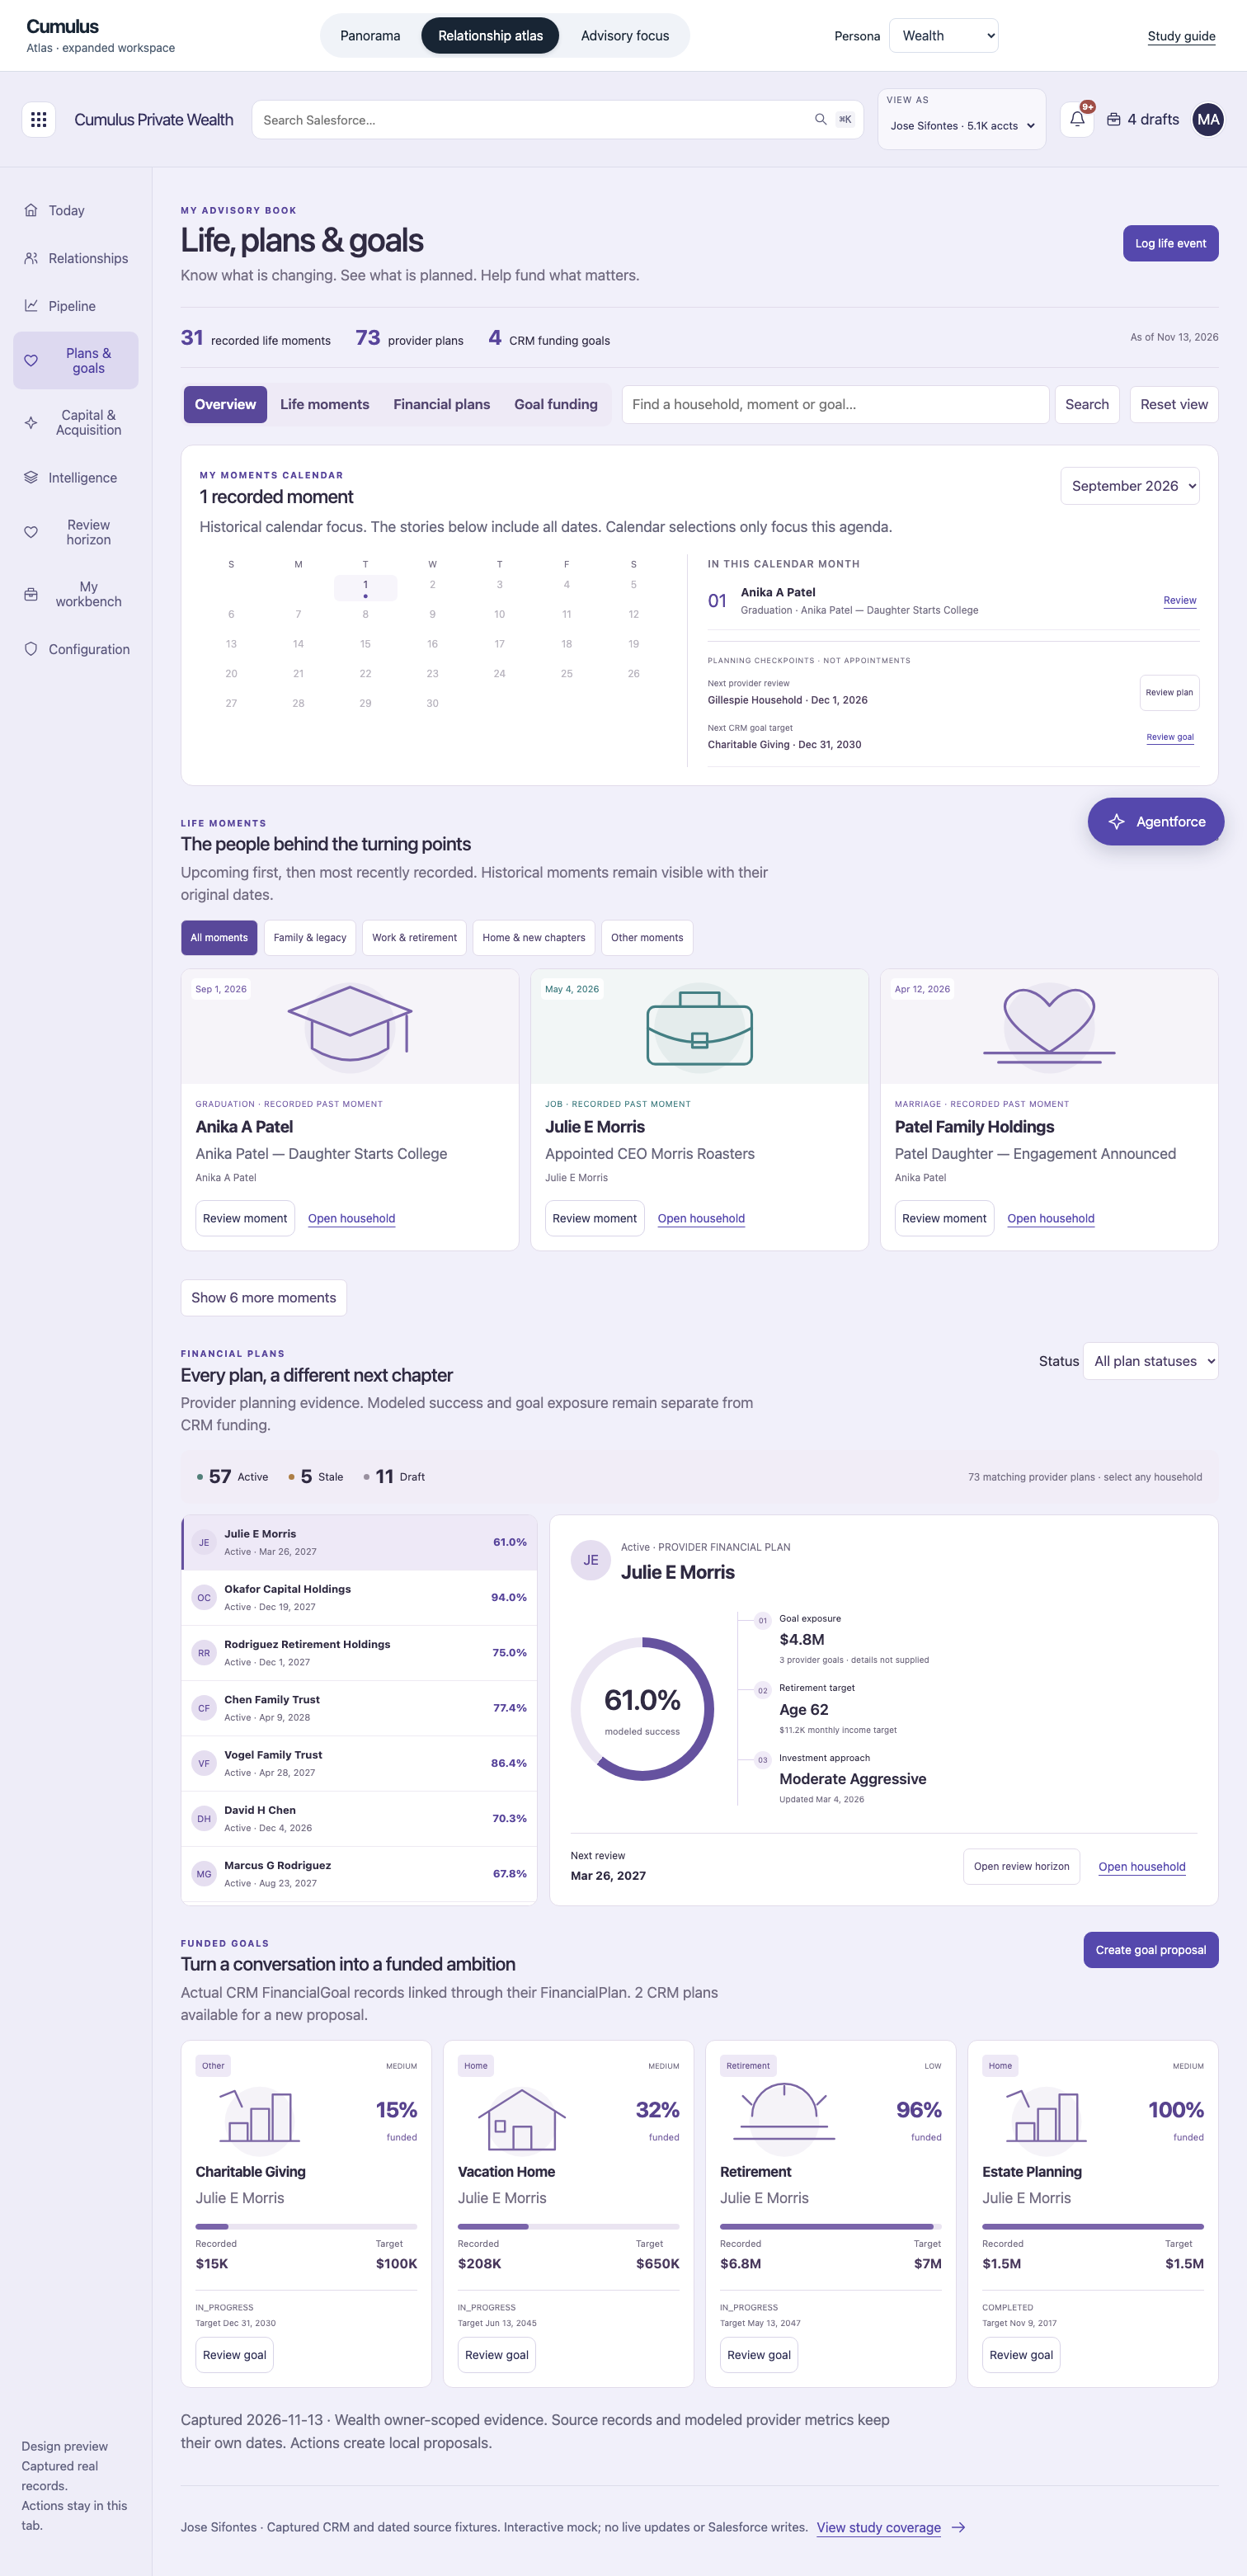 Cumulus
Atlas · expanded workspace
Panorama
Relationship atlas
Advisory focus
Persona
Wealth
Study guide
Cumulus Private Wealth
Search Salesforce...
⌘K
VIEW AS
Jose Sifontes · 5.1K accts
9+
4 drafts
MA
Today
Relationships
Pipeline
Plans &
goals
Capital &
Acquisition
Intelligence
Review
horizon
My
workbench
Configuration
MY ADVISORY BOOK
Life, plans & goals
Know what is changing. See what is planned. Help fund what matters.
Log life event
31 recorded life moments
73 provider plans
4 CRM funding goals
As of Nov 13, 2026
Overview
Life moments
Financial plans
Goal funding
Find a household, moment or goal...
Search
Reset view
MY MOMENTS CALENDAR
1 recorded moment
September 2026
Historical calendar focus. The stories below include all dates. Calendar selections only focus this agenda.
S M T W T F S
1 2 3 4 5
6 7 8 9 10 11 12
13 14 15 16 17 18 19
20 21 22 23 24 25 26
27 28 29 30
IN THIS CALENDAR MONTH
01
Anika A Patel
Graduation · Anika Patel — Daughter Starts College
Review
PLANNING CHECKPOINTS · NOT APPOINTMENTS
Next provider review
Gillespie Household · Dec 1, 2026
Review plan
Next CRM goal target
Charitable Giving · Dec 31, 2030
Review goal
Agentforce
LIFE MOMENTS
The people behind the turning points
Upcoming first, then most recently recorded. Historical moments remain visible with their
original dates.
All moments
Family & legacy
Work & retirement
Home & new chapters
Other moments
Sep 1, 2026
GRADUATION · RECORDED PAST MOMENT
Anika A Patel
Anika Patel — Daughter Starts College
Anika A Patel
Review moment
Open household
May 4, 2026
JOB · RECORDED PAST MOMENT
Julie E Morris
Appointed CEO Morris Roasters
Julie E Morris
Review moment
Open household
Apr 12, 2026
MARRIAGE · RECORDED PAST MOMENT
Patel Family Holdings
Patel Daughter — Engagement Announced
Anika Patel
Review moment
Open household
Show 6 more moments
FINANCIAL PLANS
Every plan, a different next chapter
Provider planning evidence. Modeled success and goal exposure remain separate from
CRM funding.
Status
All plan statuses
57 Active
5 Stale
11 Draft
73 matching provider plans · select any household
JE
Julie E Morris
Active · Mar 26, 2027
61.0%
OC
Okafor Capital Holdings
Active · Dec 19, 2027
94.0%
RR
Rodriguez Retirement Holdings
Active · Dec 1, 2027
75.0%
CF
Chen Family Trust
Active · Apr 9, 2028
77.4%
VF
Vogel Family Trust
Active · Apr 28, 2027
86.4%
DH
David H Chen
Active · Dec 4, 2026
70.3%
MG
Marcus G Rodriguez
Active · Aug 23, 2027
67.8%
JE
Active · PROVIDER FINANCIAL PLAN
Julie E Morris
61.0%
modeled success
01
Goal exposure
$4.8M
3 provider goals · details not supplied
02
Retirement target
Age 62
$11.2K monthly income target
03
Investment approach
Moderate Aggressive
Updated Mar 4, 2026
Next review
Mar 26, 2027
Open review horizon
Open household
FUNDED GOALS
Turn a conversation into a funded ambition
Actual CRM FinancialGoal records linked through their FinancialPlan. 2 CRM plans
available for a new proposal.
Create goal proposal
Other
MEDIUM
15%
funded
Charitable Giving
Julie E Morris
Recorded
Target
$15K
$100K
IN_PROGRESS
Target Dec 31, 2030
Review goal
Home
MEDIUM
32%
funded
Vacation Home
Julie E Morris
Recorded
Target
$208K
$650K
IN_PROGRESS
Target Jun 13, 2045
Review goal
Retirement
LOW
96%
funded
Retirement
Julie E Morris
Recorded
Target
$6.8M
$7M
IN_PROGRESS
Target May 13, 2047
Review goal
Home
MEDIUM
100%
funded
Estate Planning
Julie E Morris
Recorded
Target
$1.5M
$1.5M
COMPLETED
Target Nov 9, 2017
Review goal
Captured 2026-11-13 · Wealth owner-scoped evidence. Source records and modeled provider metrics keep
their own dates. Actions create local proposals.
Design preview
Captured real
records.
Actions stay in this
tab.
Jose Sifontes · Captured CRM and dated source fixtures. Interactive mock; no live updates or Salesforce writes.
View study coverage →